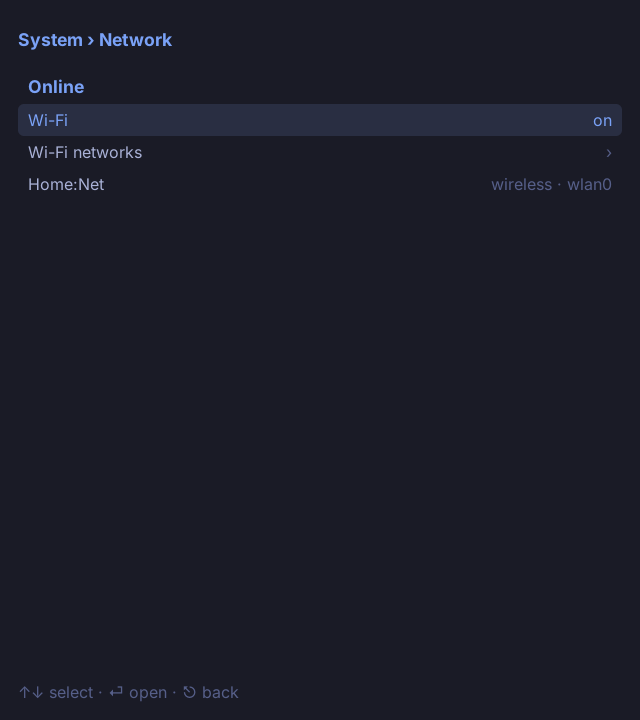 System › Network
Online
Wi-Fi on
Wi-Fi networks ›
Home:Net wireless · wlan0
↑↓ select · ⏎ open · ⎋ back